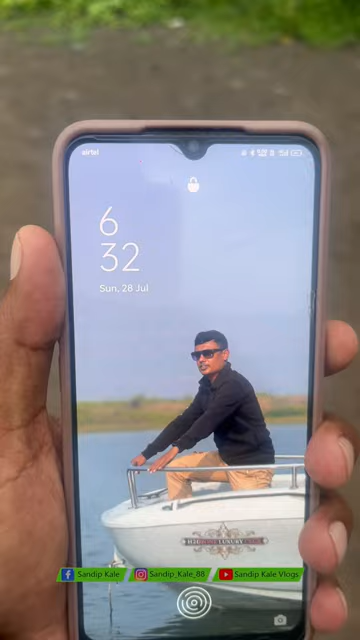 airtel
6
32
Sun, 28 Jul
LUXURY
Sandip Kale
Sandip_Kale_88
Sandip Kale Vlogs